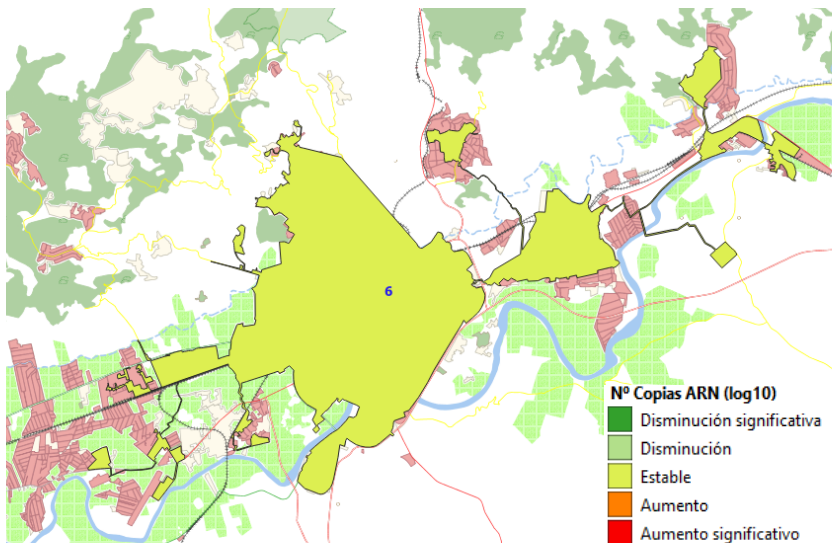 6
Nº Copias ARN (log10)
Disminución significativa
Disminución
Estable
Aumento
Aumento significativo